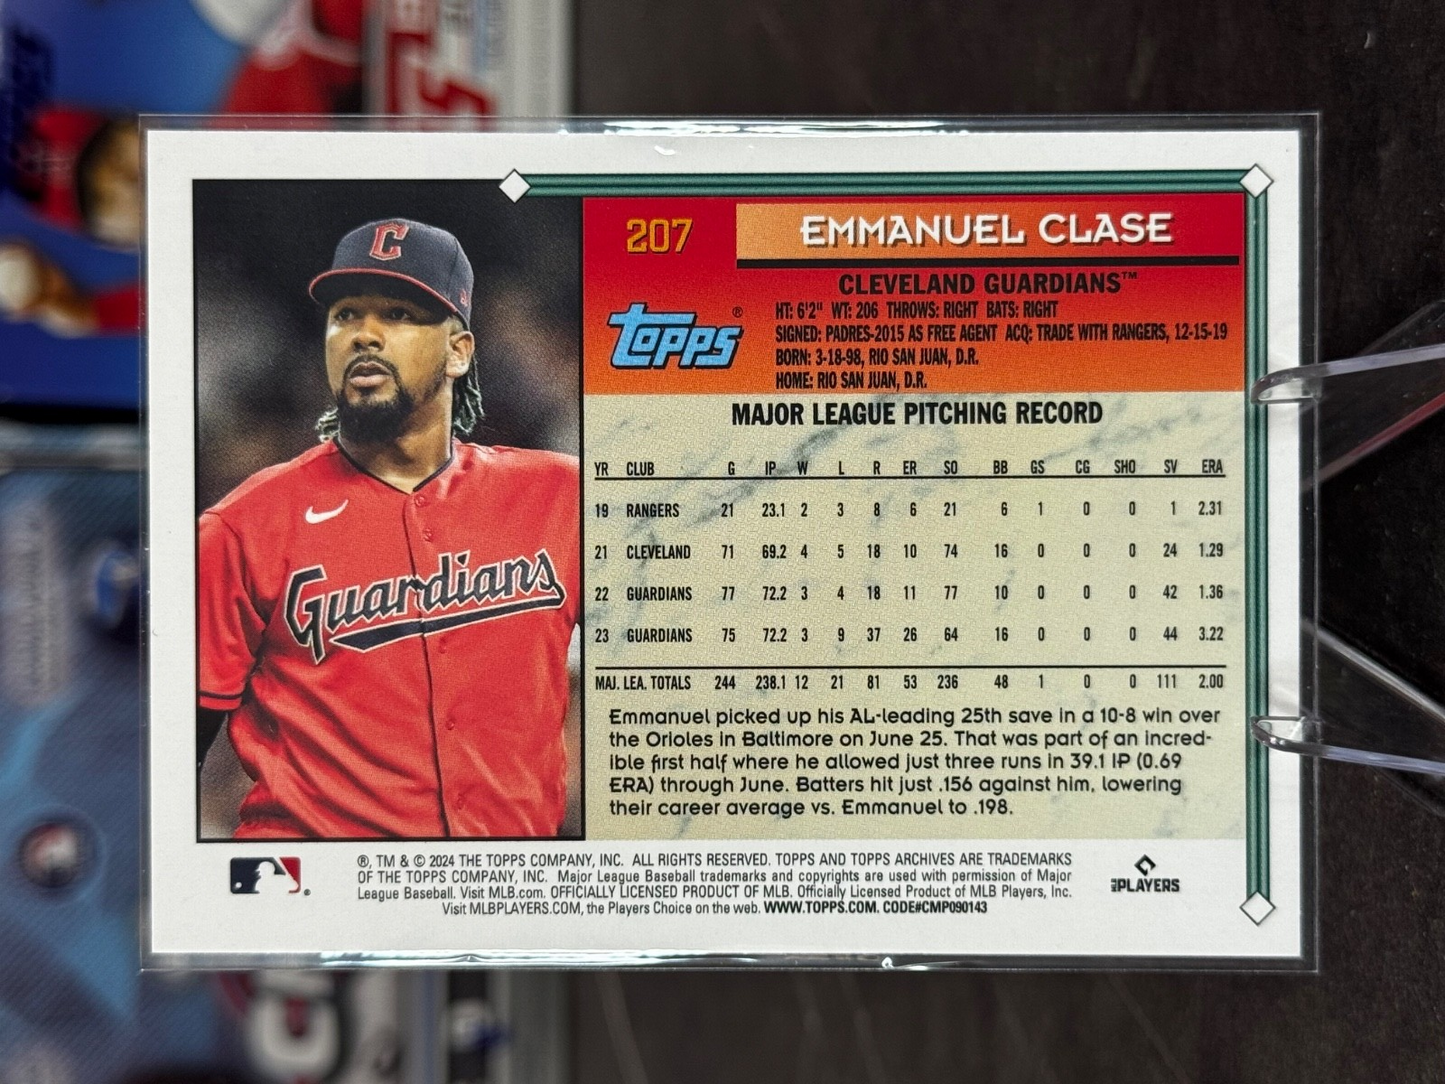 207
EMMANUEL CLASE
CLEVELAND GUARDIANS™
Topps®
HT: 6'2" WT: 206 THROWS: RIGHT BATS: RIGHT
SIGNED: PADRES-2015 AS FREE AGENT ACQ: TRADE WITH RANGERS, 12-15-19
BORN: 3-18-98, RIO SAN JUAN, D.R.
HOME: RIO SAN JUAN, D.R.
C
Guardians
MAJOR LEAGUE PITCHING RECORD
YR CLUB G IP W L R ER SO BB GS CG SHO SV ERA
19 RANGERS 21 23.1 2 3 8 6 21 6 1 0 0 1 2.31
21 CLEVELAND 71 69.2 4 5 18 10 74 16 0 0 0 24 1.29
22 GUARDIANS 77 72.2 3 4 18 11 77 10 0 0 0 42 1.36
23 GUARDIANS 75 72.2 3 9 37 26 64 16 0 0 0 44 3.22
MAJ. LEA. TOTALS 244 238.1 12 21 81 53 236 48 1 0 0 111 2.00
Emmanuel picked up his AL-leading 25th save in a 10-8 win over
the Orioles in Baltimore on June 25. That was part of an incred-
ible first half where he allowed just three runs in 39.1 IP (0.69
ERA) through June. Batters hit just .156 against him, lowering
their career average vs. Emmanuel to .198.
®, TM & © 2024 THE TOPPS COMPANY, INC. ALL RIGHTS RESERVED. TOPPS AND TOPPS ARCHIVES ARE TRADEMARKS
OF THE TOPPS COMPANY, INC. Major League Baseball trademarks and copyrights are used with permission of Major
League Baseball. Visit MLB.com. OFFICIALLY LICENSED PRODUCT OF MLB. Officially Licensed Product of MLB Players, Inc.
Visit MLBPLAYERS.COM, the Players Choice on the web. WWW.TOPPS.COM. CODE#CMP090143
MLB PLAYERS